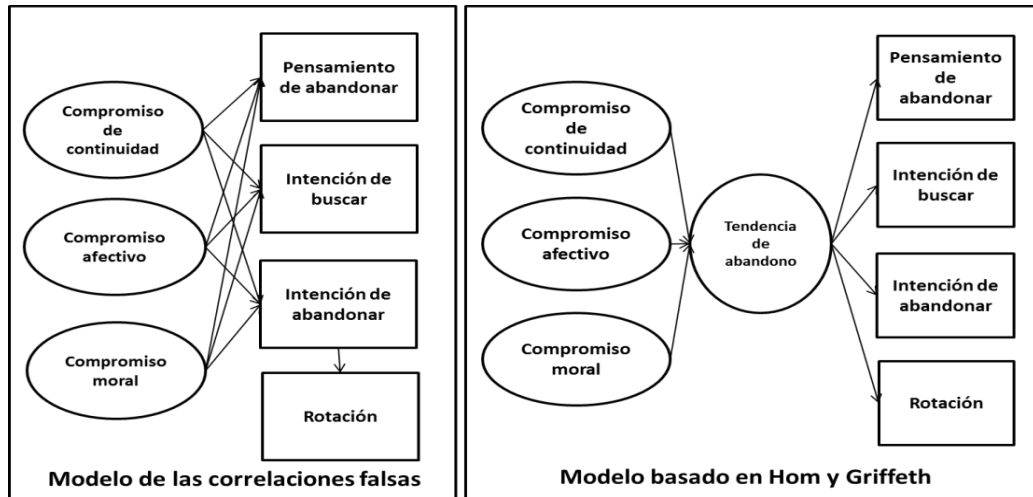 Compromiso
de
continuidad
Compromiso
afectivo
Compromiso
moral
Pensamiento
de abandonar
Intención de
buscar
Intención de
abandonar
Rotación
Modelo de las correlaciones falsas
Compromiso
de
continuidad
Compromiso
afectivo
Compromiso
moral
Tendencia
de
abandono
Pensamiento
de
abandonar
Intención de
buscar
Intención de
abandonar
Rotación
Modelo basado en Hom y Griffeth